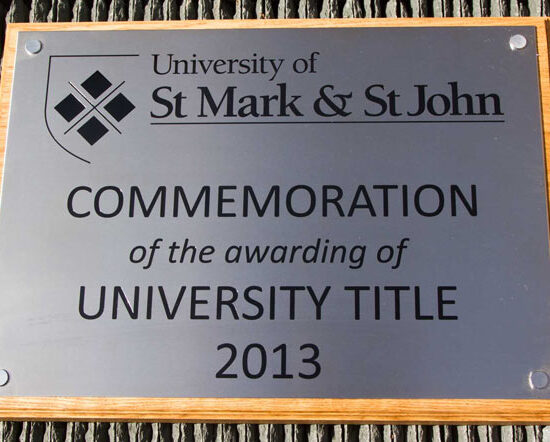 University of
St Mark & St John
COMMEMORATION
of the awarding of
UNIVERSITY TITLE
2013